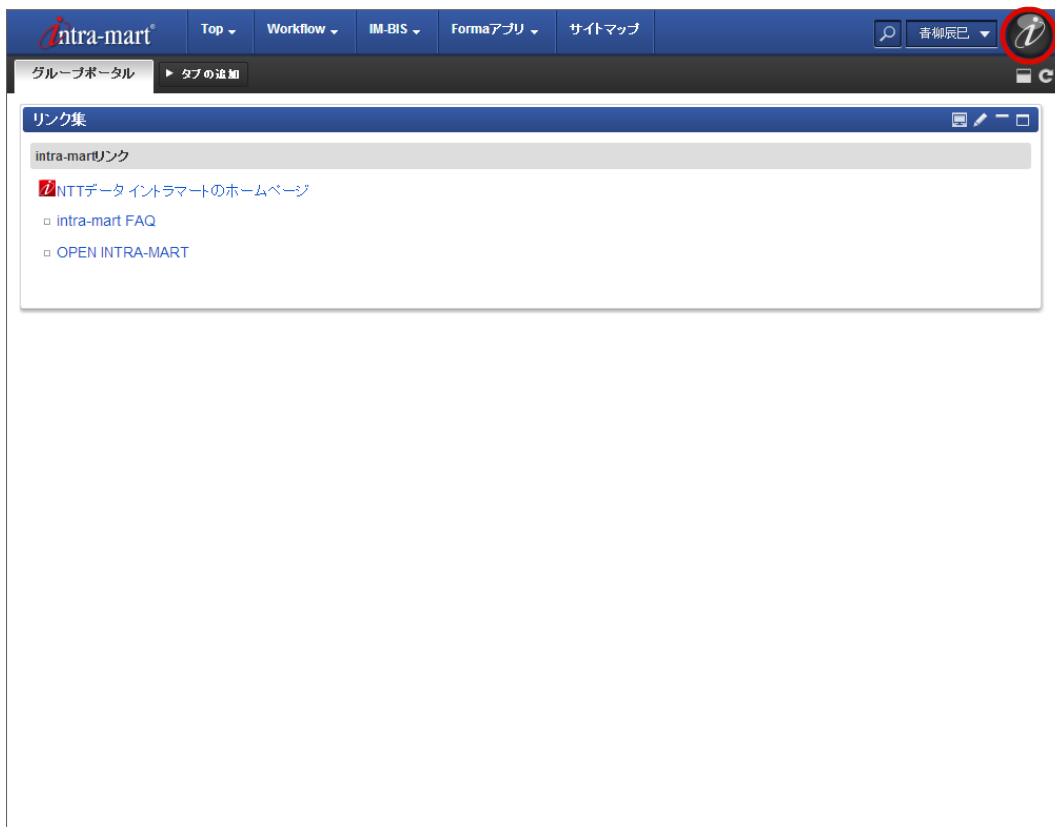 intra-mart®
Top
Workflow
IM-BIS
Formaアプリ
サイトマップ
青柳辰巳
グループポータル
タブの追加
リンク集
intra-martリンク
NTTデータ イントラマートのホームページ
intra-mart FAQ
OPEN INTRA-MART